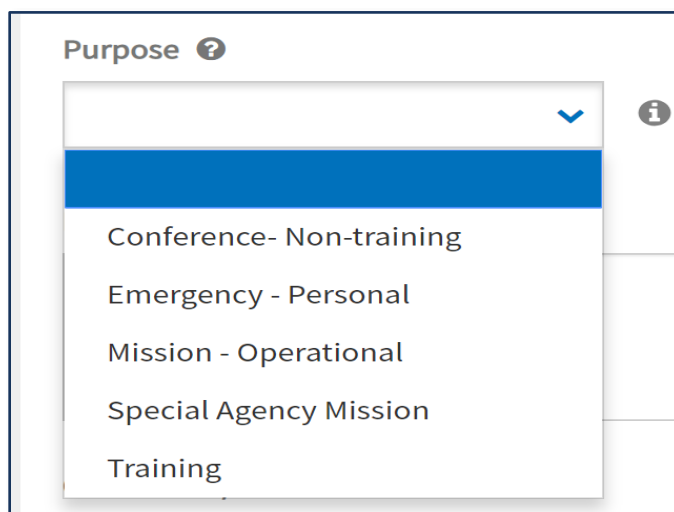 Purpose
Conference- Non-training
Emergency - Personal
Mission - Operational
Special Agency Mission
Training